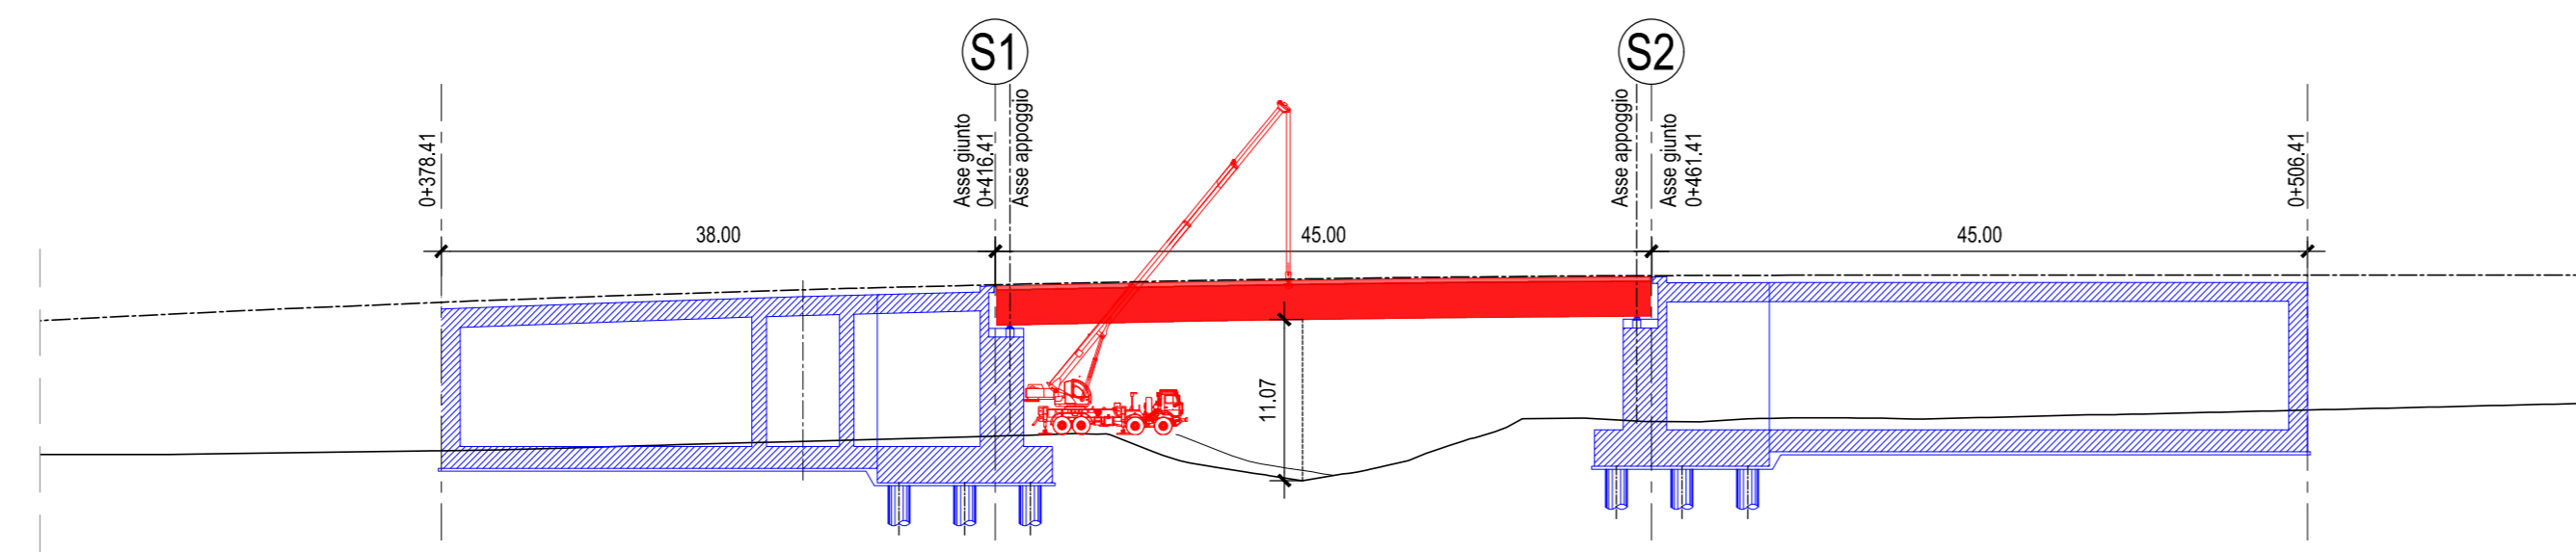 S1
S2
0+378.41
Asse giunto
0+416.41
Asse appoggio
Asse appoggio
Asse giunto
0+461.41
0+506.41
38.00
45.00
45.00
11.07